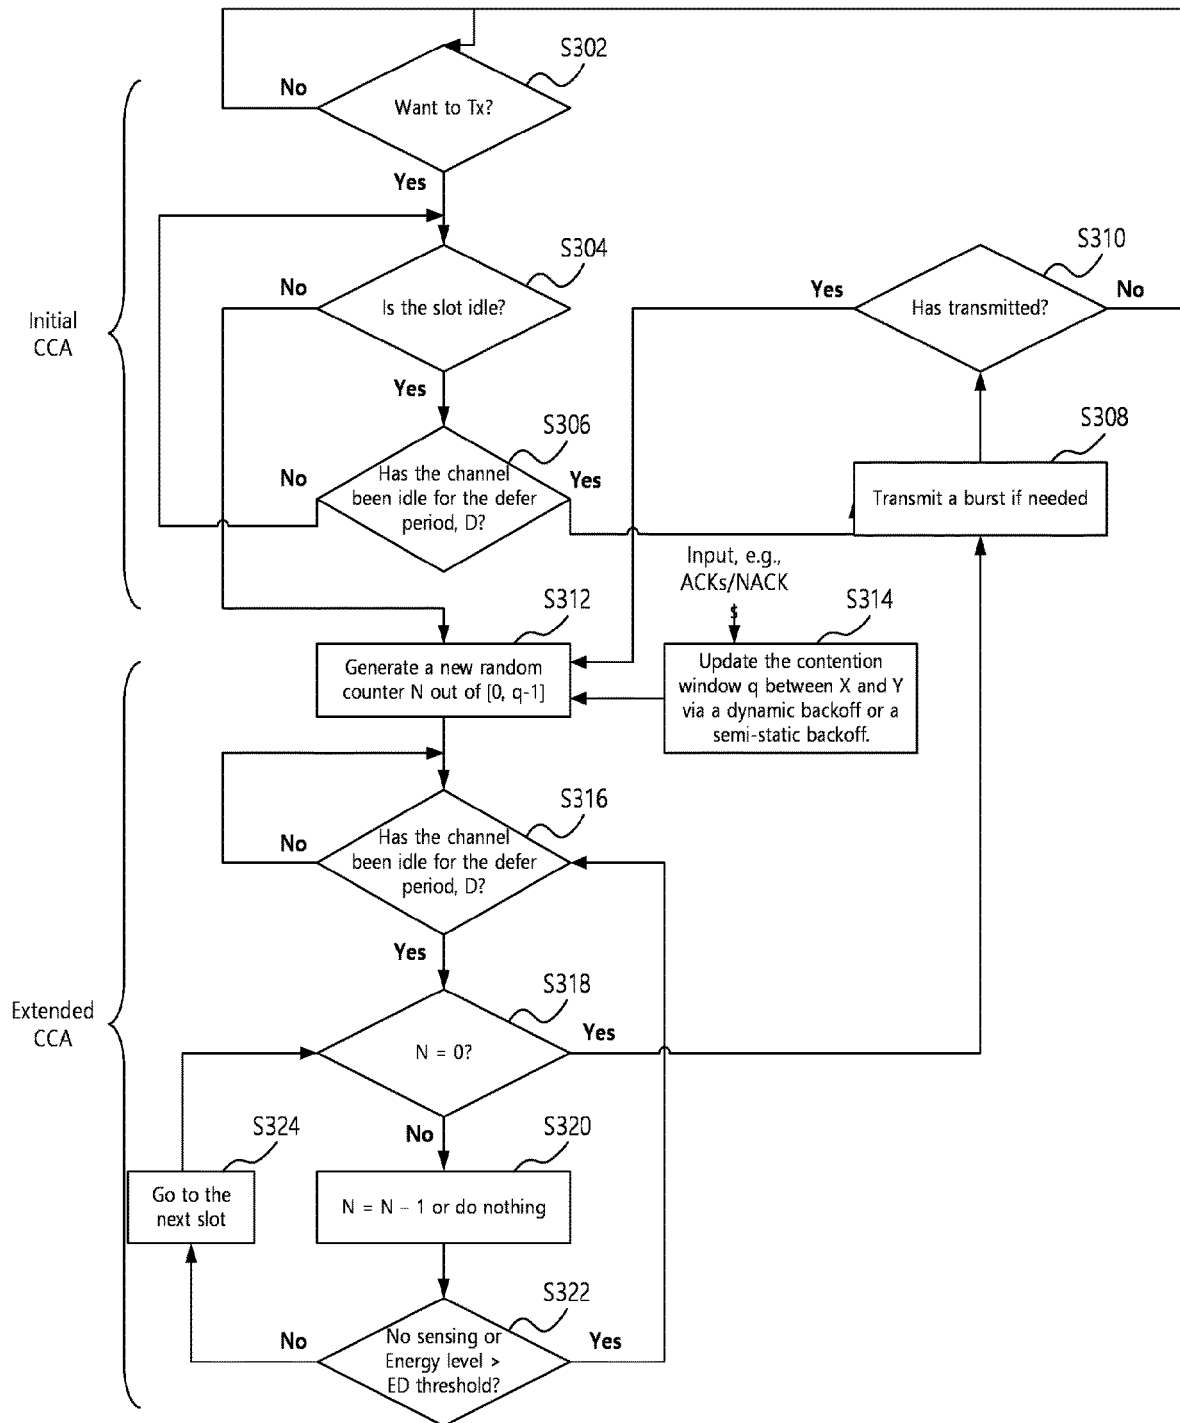 S302
No
Want to Tx?
Yes
S304
No
Is the slot idle?
Yes
S310
Yes
Has transmitted?
No
Initial
CCA
S306
No
Has the channel
been idle for the defer
period, D?
Yes
S308
Transmit a burst if needed
Input, e.g.,
ACKs/NACK
s
S312
Generate a new random
counter N out of [0, q-1]
S314
Update the contention
window q between X and Y
via a dynamic backoff or a
semi-static backoff.
S316
No
Has the channel
been idle for the defer
period, D?
Yes
Extended
CCA
S318
N = 0?
Yes
No
S320
N = N – 1 or do nothing
S324
Go to the
next slot
S322
No
No sensing or
Energy level >
ED threshold?
Yes